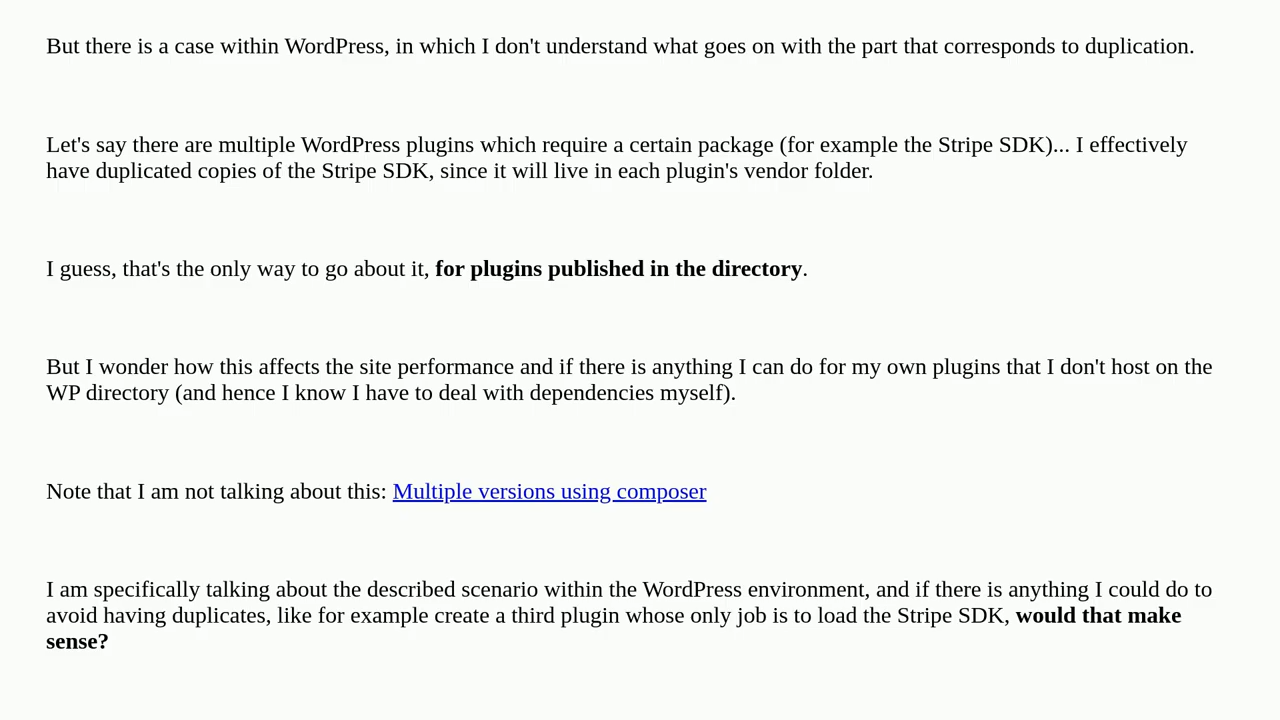 But there is a case within WordPress, in which I don't understand what goes on with the part that corresponds to duplication.
Let's say there are multiple WordPress plugins which require a certain package (for example the Stripe SDK)... I effectively
have duplicated copies of the Stripe SDK, since it will live in each plugin's vendor folder.
I guess, that's the only way to go about it, for plugins published in the directory.
But I wonder how this affects the site performance and if there is anything I can do for my own plugins that I don't host on the
WP directory (and hence I know I have to deal with dependencies myself).
Note that I am not talking about this: Multiple versions using composer
I am specifically talking about the described scenario within the WordPress environment, and if there is anything I could do to
avoid having duplicates, like for example create a third plugin whose only job is to load the Stripe SDK, would that make
sense?